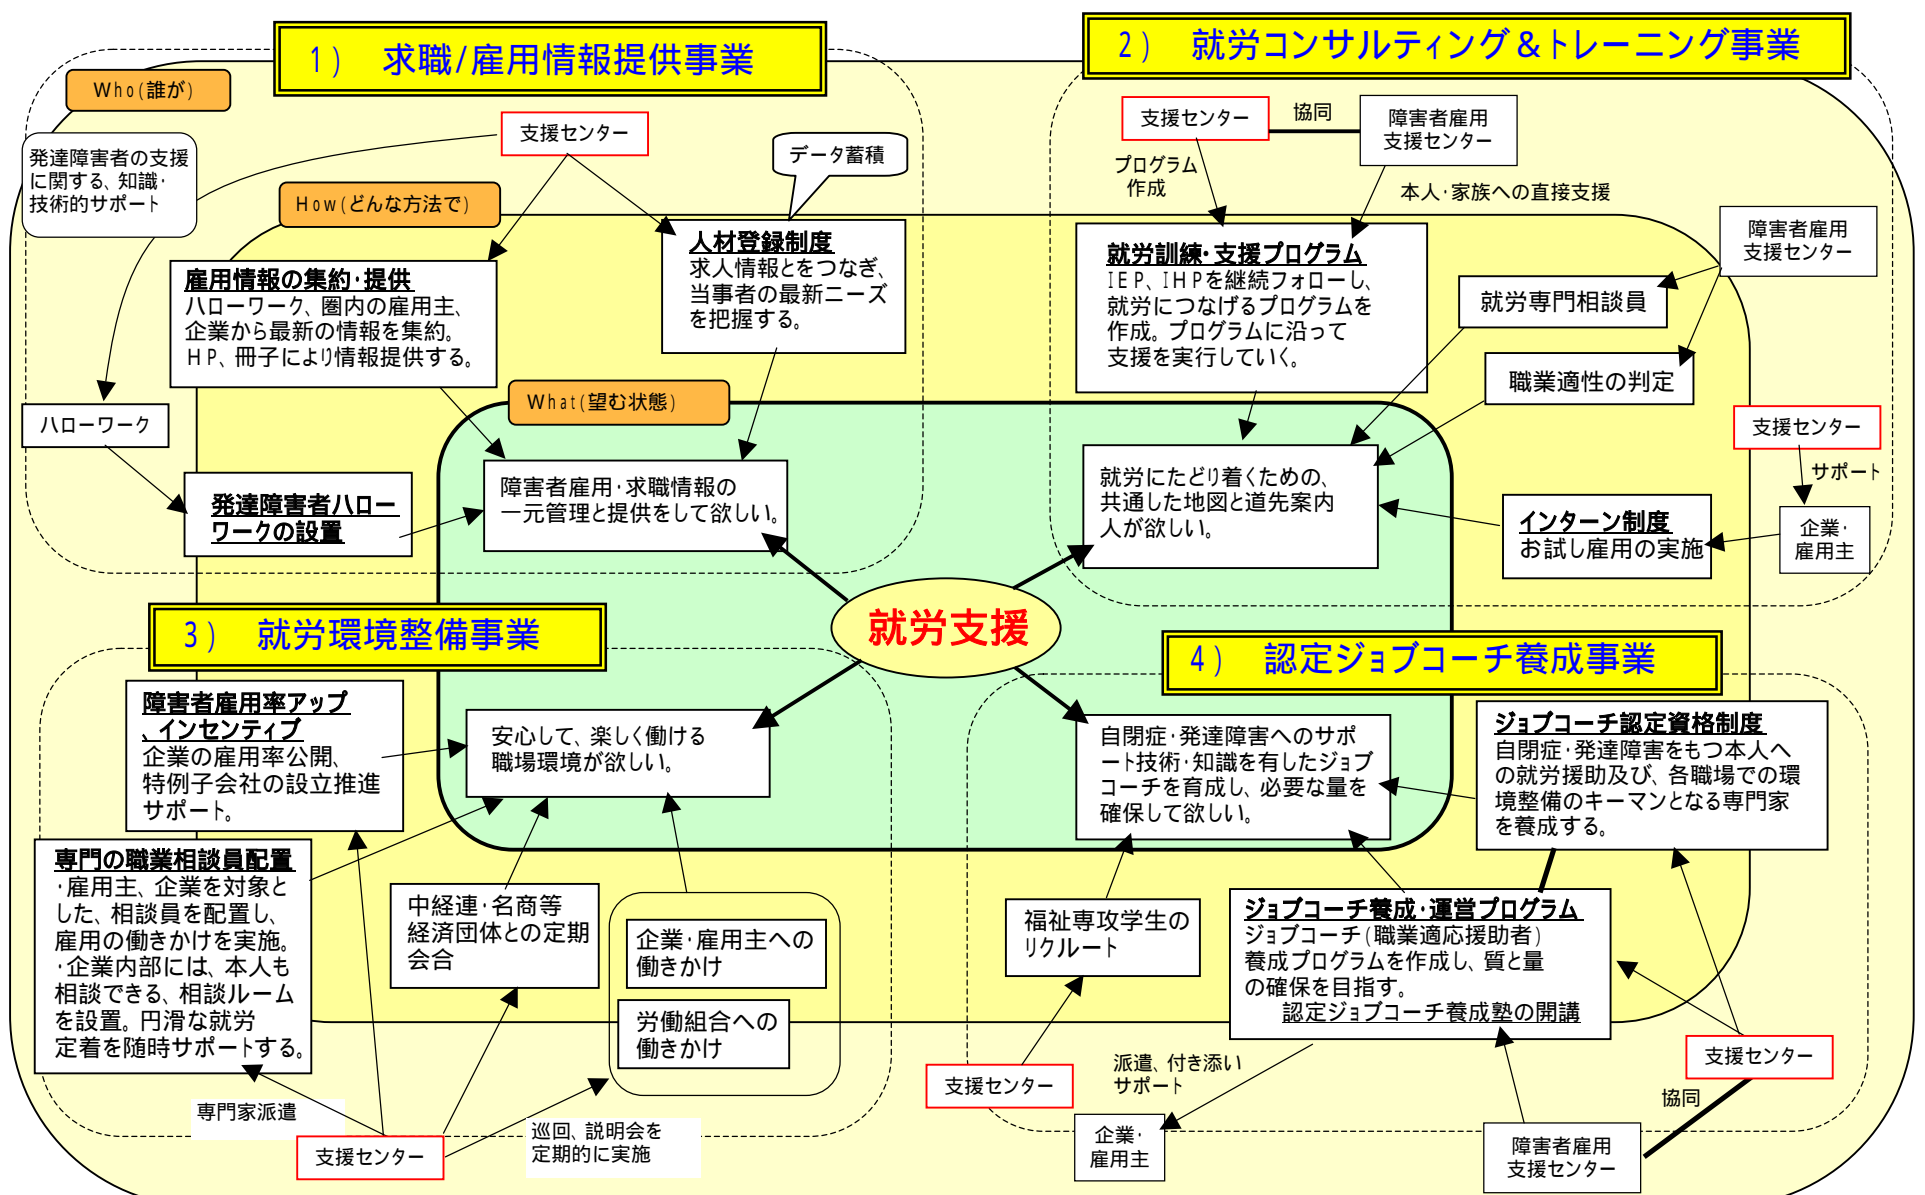 1) 求職/雇用情報提供事業
Who(誰が)
支援センター
発達障害者の支援
に関する、知識・
技術的サポート
データ蓄積
How(どんな方法で)
人材登録制度
求人情報とをつなぎ、
当事者の最新ニーズ
を把握する。
雇用情報の集約・提供
ハローワーク、圏内の雇用主、
企業から最新の情報を集約。
HP、冊子により情報提供する。
What(望む状態)
ハローワーク
発達障害者ハロー
ワークの設置
障害者雇用・求職情報の
一元管理と提供をして欲しい。
2) 就労コンサルティング&トレーニング事業
支援センター
協同
障害者雇用
支援センター
プログラム
作成
本人・家族への直接支援
就労訓練・支援プログラム
IEP、IHPを継続フォローし、
就労につなげるプログラムを
作成。プログラムに沿って
支援を実行していく。
障害者雇用
支援センター
就労専門相談員
職業適性の判定
支援センター
サポート
就労にたどり着くための、
共通した地図と道先案内
人が欲しい。
インターン制度
お試し雇用の実施
企業・
雇用主
就労支援
3) 就労環境整備事業
障害者雇用率アップ
、インセンティブ
企業の雇用率公開、
特例子会社の設立推進
サポート。
安心して、楽しく働ける
職場環境が欲しい。
専門の職業相談員配置
・雇用主、企業を対象と
した、相談員を配置し、
雇用の働きかけを実施。
・企業内部には、本人も
相談できる、相談ルーム
を設置。円滑な就労
定着を随時サポートする。
中経連・名商等
経済団体との定期
会合
企業・雇用主への
働きかけ
労働組合への
働きかけ
専門家派遣
支援センター
巡回、説明会を
定期的に実施
4) 認定ジョブコーチ養成事業
自閉症・発達障害へのサポ
ート技術・知識を有したジョブ
コーチを育成し、必要な量を
確保して欲しい。
ジョブコーチ認定資格制度
自閉症・発達障害をもつ本人へ
の就労援助及び、各職場での環
境整備のキーマンとなる専門家
を養成する。
福祉専攻学生の
リクルート
ジョブコーチ養成・運営プログラム
ジョブコーチ(職業適応援助者)
養成プログラムを作成し、質と量
の確保を目指す。
認定ジョブコーチ養成塾の開講
支援センター
派遣、付き添い
サポート
企業・
雇用主
支援センター
協同
障害者雇用
支援センター